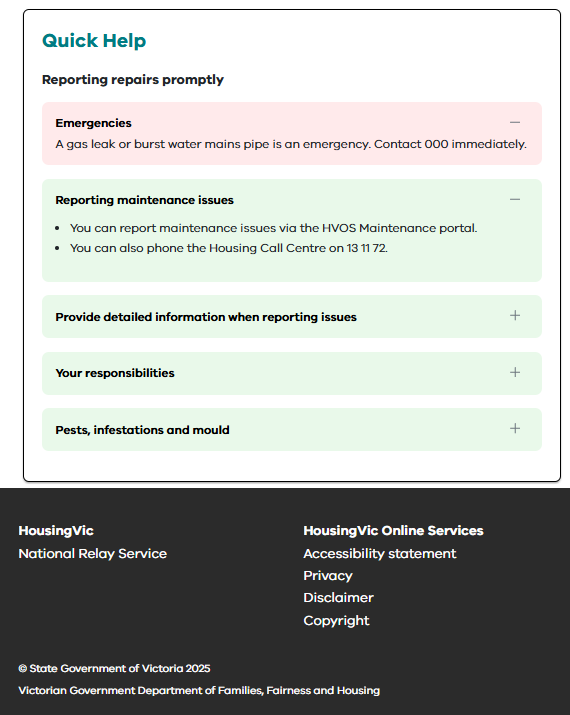 Quick Help
Reporting repairs promptly
Emergencies
A gas leak or burst water mains pipe is an emergency. Contact 000 immediately.
Reporting maintenance issues
• You can report maintenance issues via the HVOS Maintenance portal.
• You can also phone the Housing Call Centre on 13 11 72.
Provide detailed information when reporting issues
Your responsibilities
Pests, infestations and mould
HousingVic
National Relay Service
HousingVic Online Services
Accessibility statement
Privacy
Disclaimer
Copyright
© State Government of Victoria 2025
Victorian Government Department of Families, Fairness and Housing